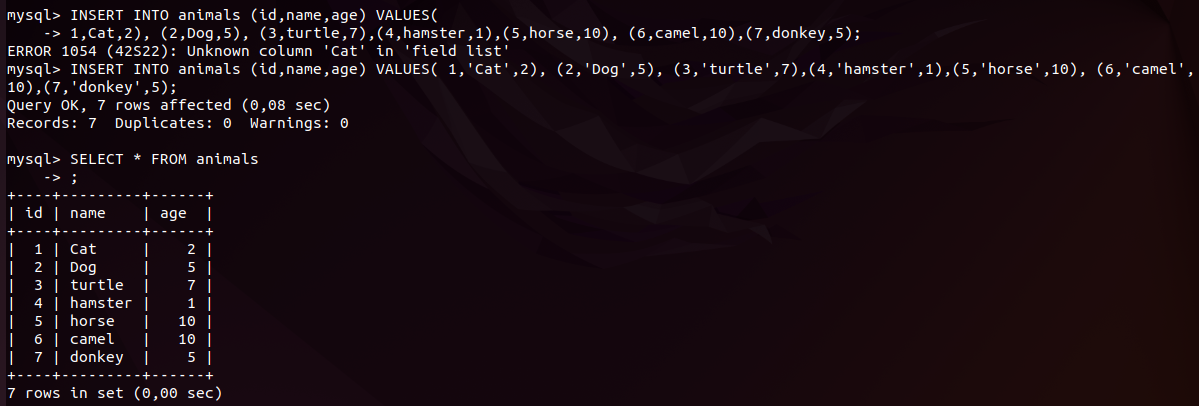 mysql> INSERT INTO animals (id,name,age) VALUES(
    -> 1,Cat,2), (2,Dog,5), (3,turtle,7),(4,hamster,1),(5,horse,10), (6,camel,10),(7,donkey,5);
ERROR 1054 (42S22): Unknown column 'Cat' in 'field list'
mysql> INSERT INTO animals (id,name,age) VALUES( 1,'Cat',2), (2,'Dog',5), (3,'turtle',7),(4,'hamster',1),(5,'horse',10), (6,'camel',
10),(7,'donkey',5);
Query OK, 7 rows affected (0,08 sec)
Records: 7  Duplicates: 0  Warnings: 0

mysql> SELECT * FROM animals
    -> ;
+----+---------+------+
| id | name    | age  |
+----+---------+------+
|  1 | Cat     |    2 |
|  2 | Dog     |    5 |
|  3 | turtle  |    7 |
|  4 | hamster |    1 |
|  5 | horse   |   10 |
|  6 | camel   |   10 |
|  7 | donkey  |    5 |
+----+---------+------+
7 rows in set (0,00 sec)